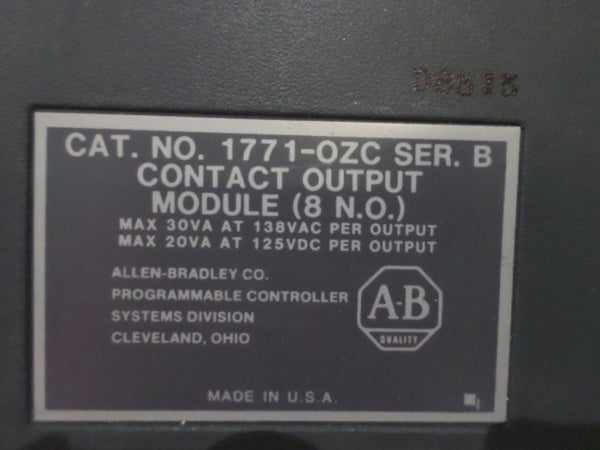 D8515
CAT. NO. 1771-OZC SER. B
CONTACT OUTPUT
MODULE (8 N.O.)
MAX 30VA AT 138VAC PER OUTPUT
MAX 20VA AT 125VDC PER OUTPUT
ALLEN-BRADLEY CO.
PROGRAMMABLE CONTROLLER
SYSTEMS DIVISION
CLEVELAND, OHIO
A-B
QUALITY
MADE IN U.S.A.